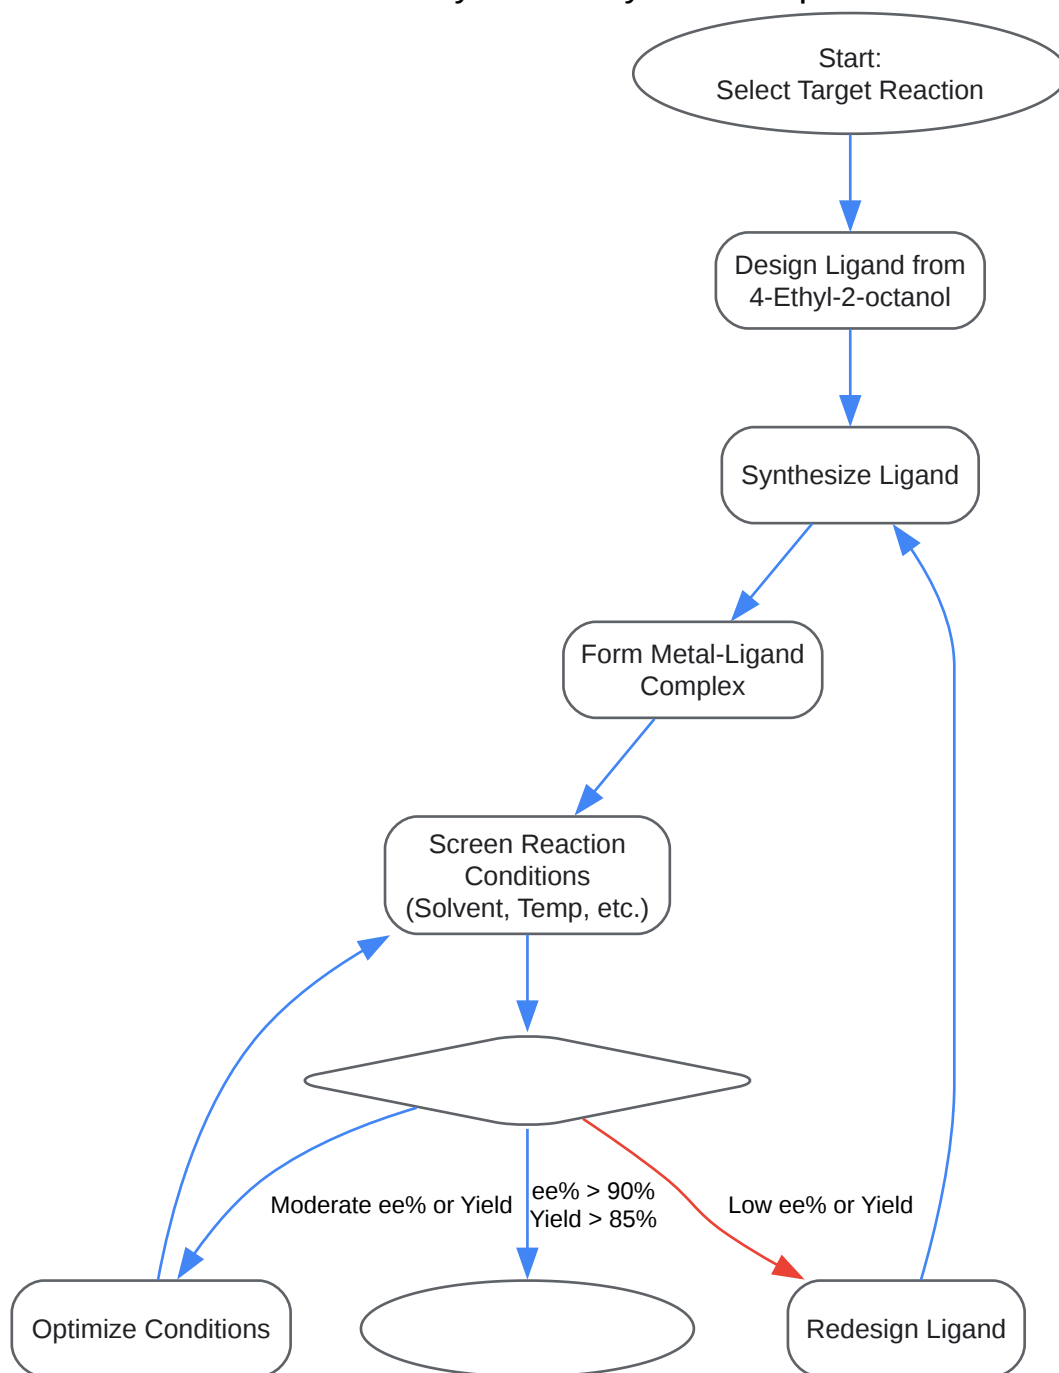 Start:
Select Target Reaction
Design Ligand from
4-Ethyl-2-octanol
Synthesize Ligand
Form Metal-Ligand
Complex
Screen Reaction
Conditions
(Solvent, Temp, etc.)
Moderate ee% or Yield
ee% > 90%
Yield > 85%
Low ee% or Yield
Optimize Conditions
Redesign Ligand